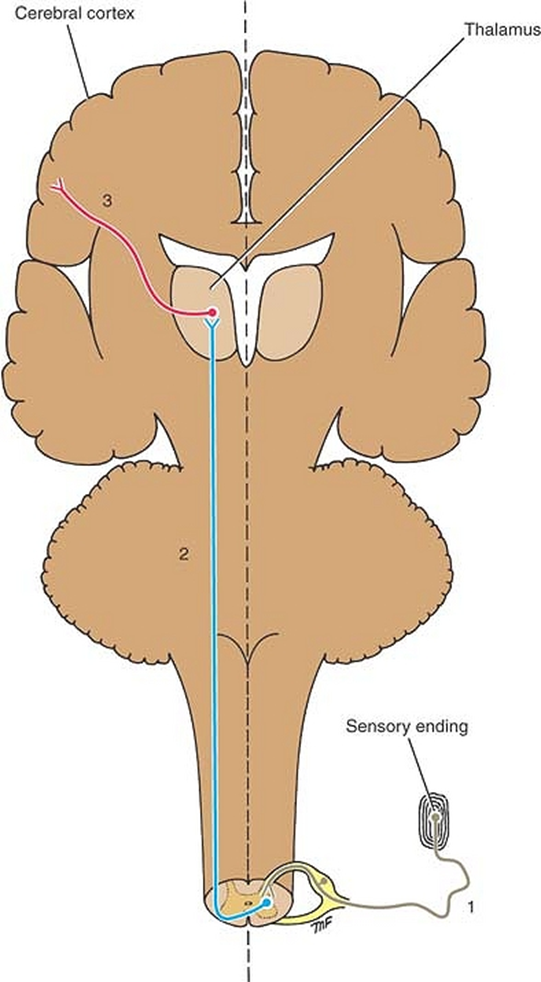 Cerebral cortex
Thalamus
3
2
Sensory ending
1
MF